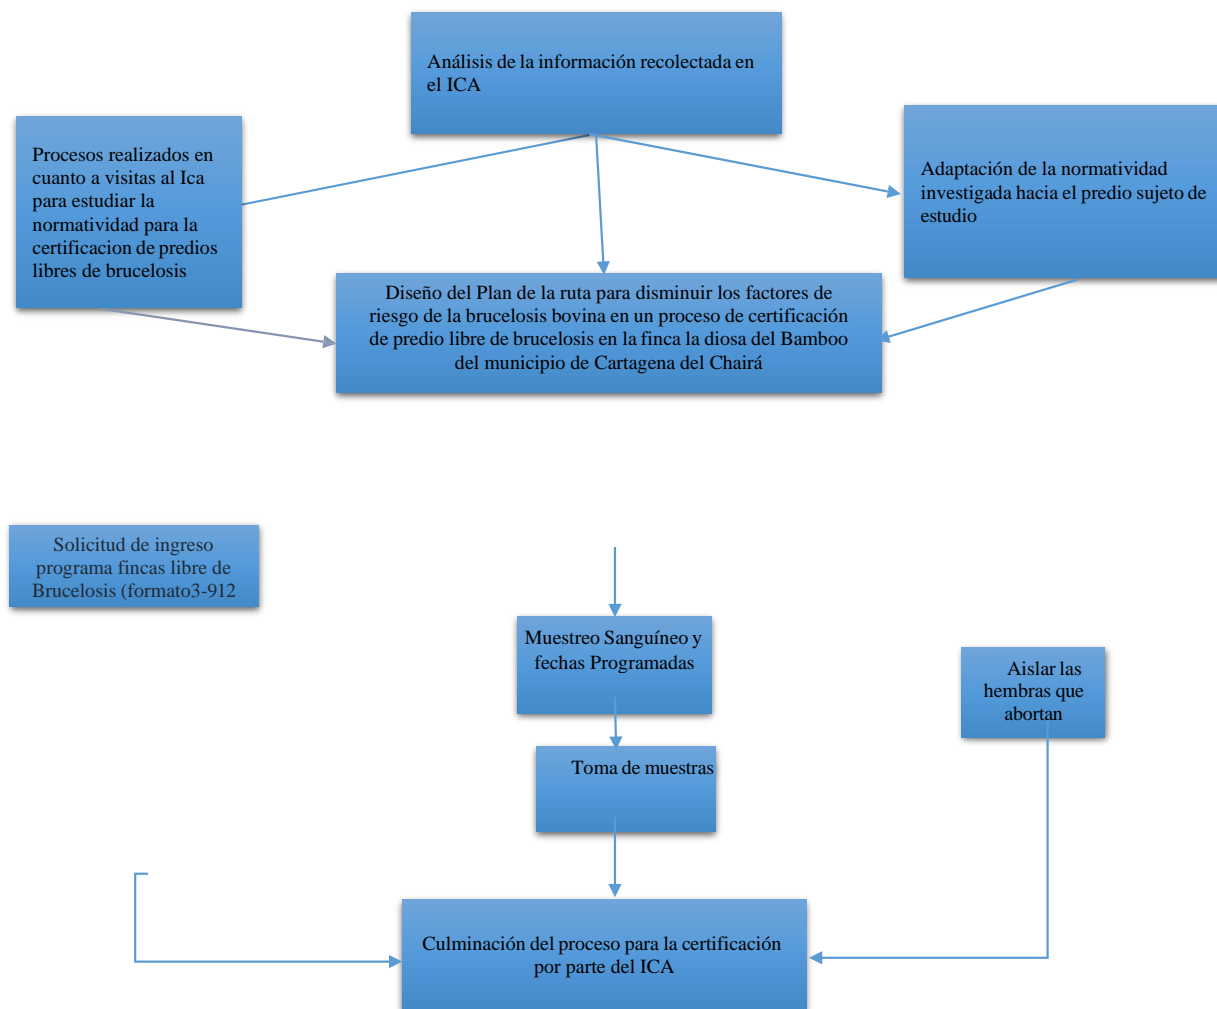 Análisis de la información recolectada en
el ICA
Procesos realizados en
cuanto a visitas al Ica
para estudiar la
normatividad para la
certificacion de predios
libres de brucelosis
Adaptación de la normatividad
investigada hacia el predio sujeto de
estudio
Diseño del Plan de la ruta para disminuir los factores de
riesgo de la brucelosis bovina en un proceso de certificación
de predio libre de brucelosis en la finca la diosa del Bamboo
del municipio de Cartagena del Chairá
Solicitud de ingreso
programa fincas libre de
Brucelosis (formato3-912
Muestreo Sanguíneo y
fechas Programadas
Aislar las
hembras que
abortan
Toma de muestras
Culminación del proceso para la certificación
por parte del ICA